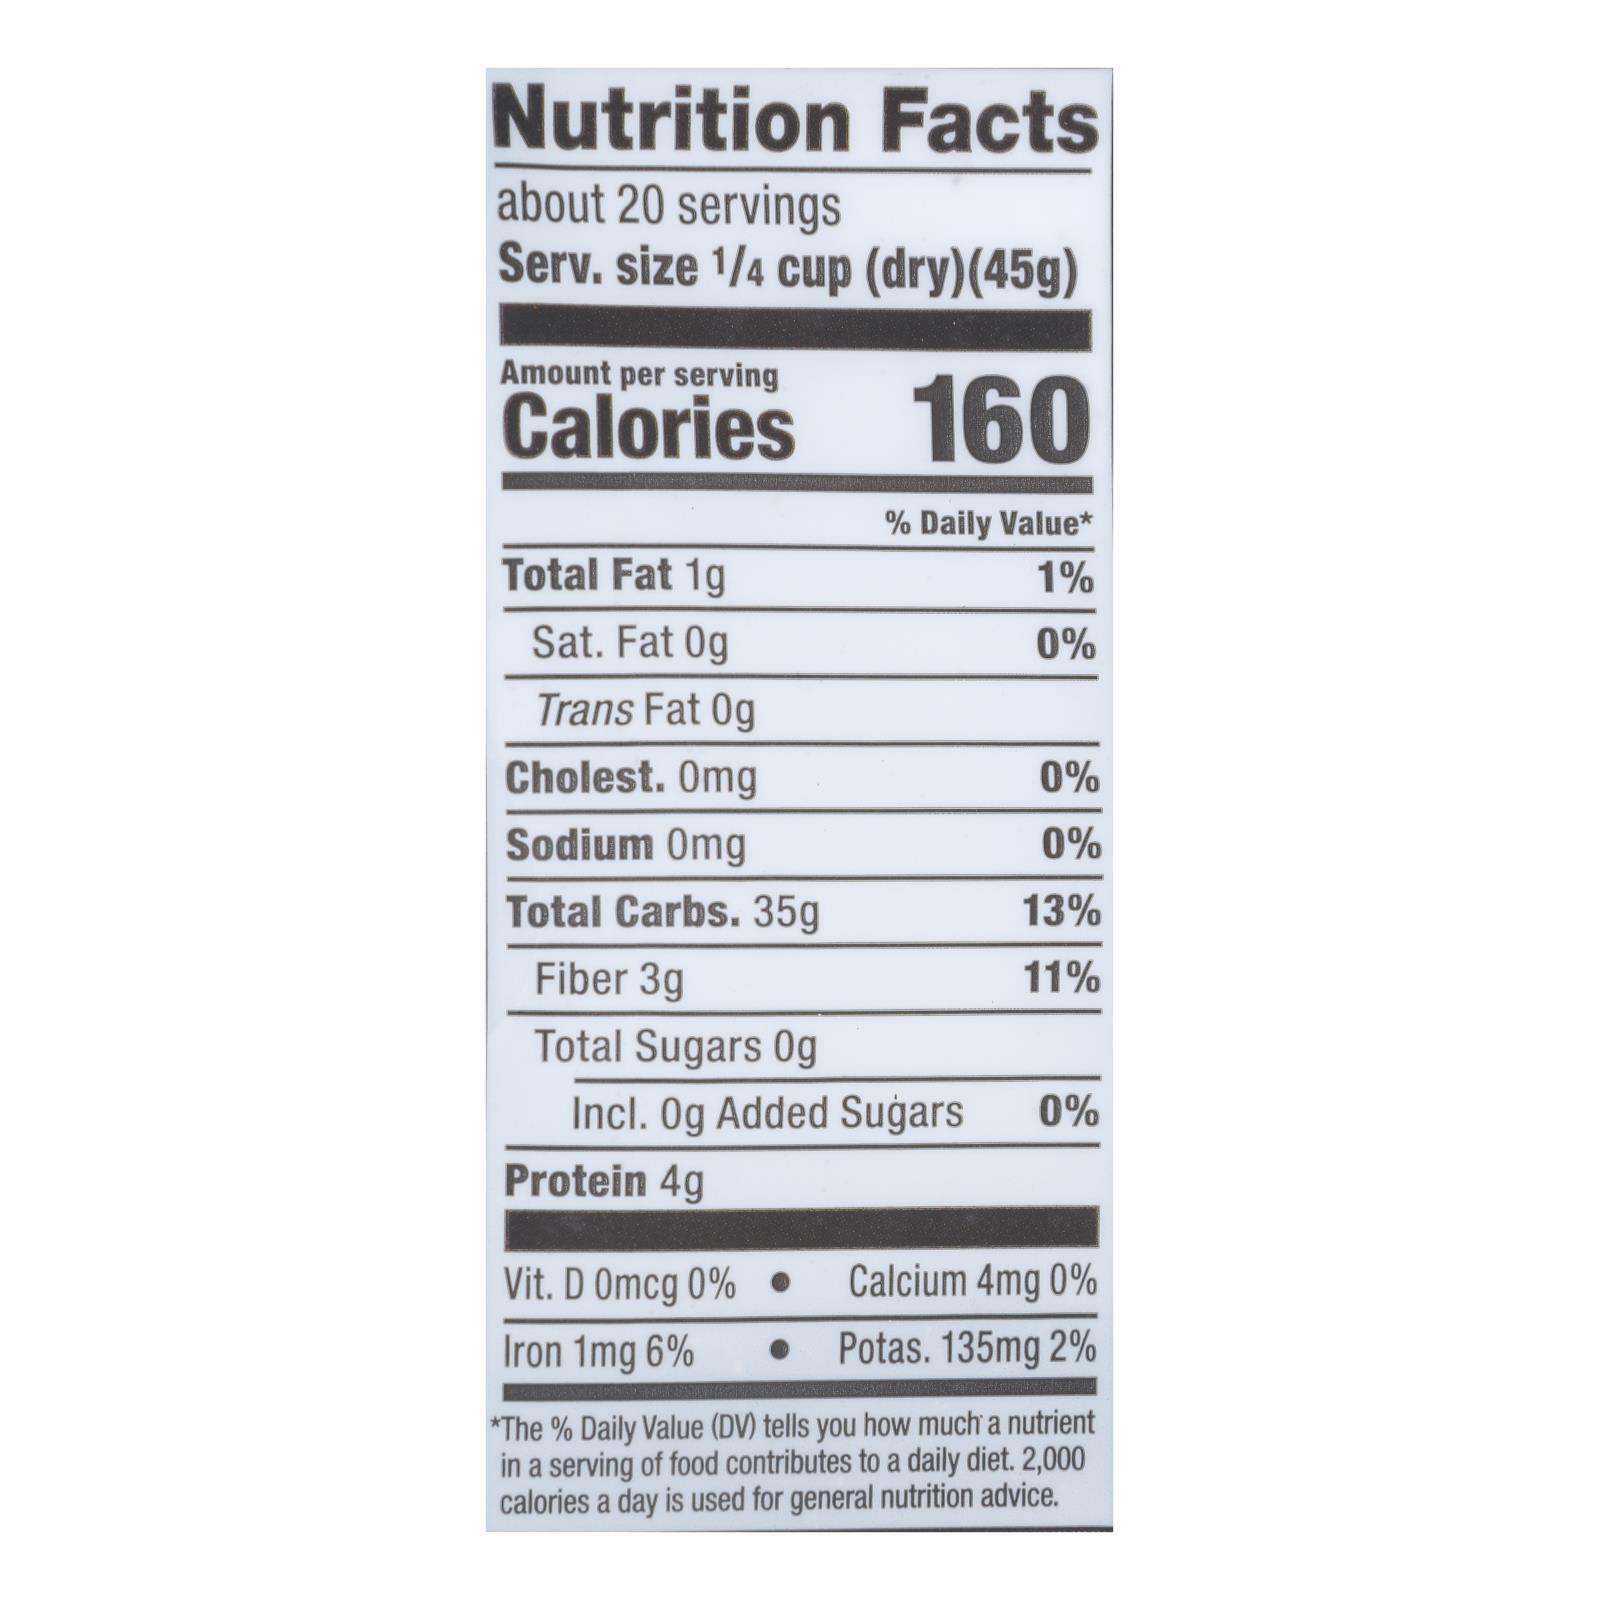 Nutrition Facts
about 20 servings
Serv. size 1/4 cup (dry)(45g)
Amount per serving
Calories 160
% Daily Value*
Total Fat 1g 1%
Sat. Fat 0g 0%
Trans Fat 0g
Cholest. 0mg 0%
Sodium 0mg 0%
Total Carbs. 35g 13%
Fiber 3g 11%
Total Sugars 0g
Incl. 0g Added Sugars 0%
Protein 4g
Vit. D 0mcg 0% • Calcium 4mg 0%
Iron 1mg 6% • Potas. 135mg 2%
*The % Daily Value (DV) tells you how much a nutrient
in a serving of food contributes to a daily diet. 2,000
calories a day is used for general nutrition advice.